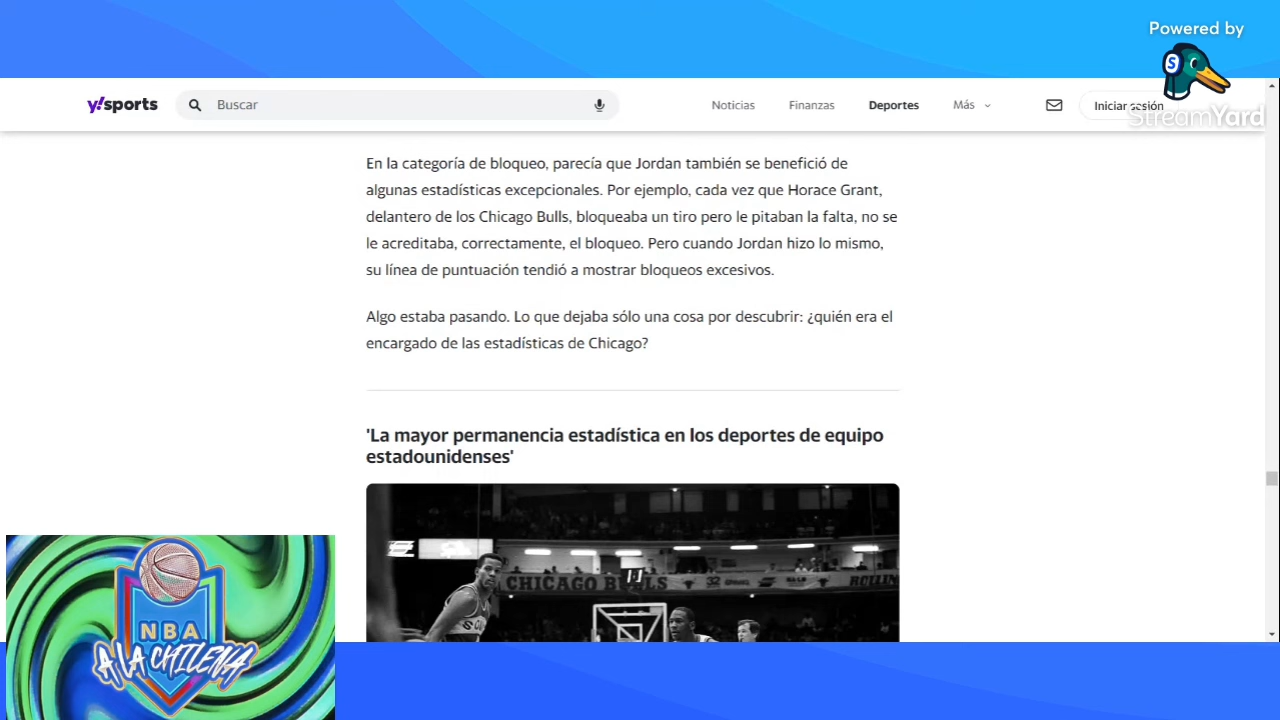 Powered by
S
StreamYard
y!sports
Buscar
Noticias
Finanzas
Deportes
Más
Iniciar sesión
En la categoría de bloqueo, parecía que Jordan también se benefició de
algunas estadísticas excepcionales. Por ejemplo, cada vez que Horace Grant,
delantero de los Chicago Bulls, bloqueaba un tiro pero le pitaban la falta, no se
le acreditaba, correctamente, el bloqueo. Pero cuando Jordan hizo lo mismo,
su línea de puntuación tendió a mostrar bloqueos excesivos.
Algo estaba pasando. Lo que dejaba sólo una cosa por descubrir: ¿quién era el
encargado de las estadísticas de Chicago?
'La mayor permanencia estadística en los deportes de equipo
estadounidenses'
CHICAGO BULLS
32
NBA
A LA CHILENA